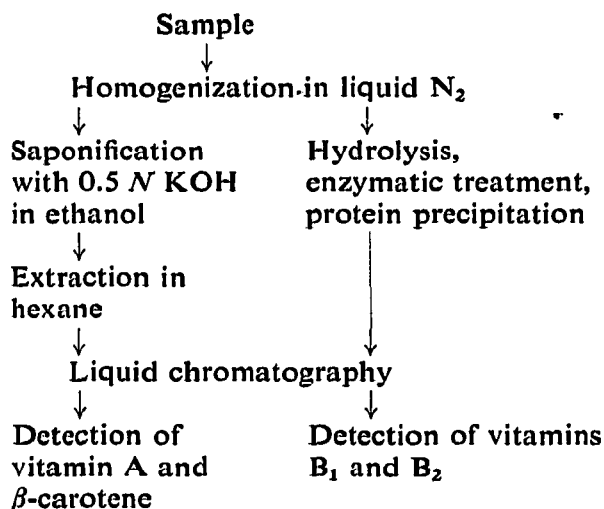 Sample
Homogenization in liquid N₂
Saponification
with 0.5 N KOH
in ethanol
Hydrolysis,
enzymatic treatment,
protein precipitation
Extraction in
hexane
Liquid chromatography
Detection of
vitamin A and
β-carotene
Detection of vitamins
B₁ and B₂